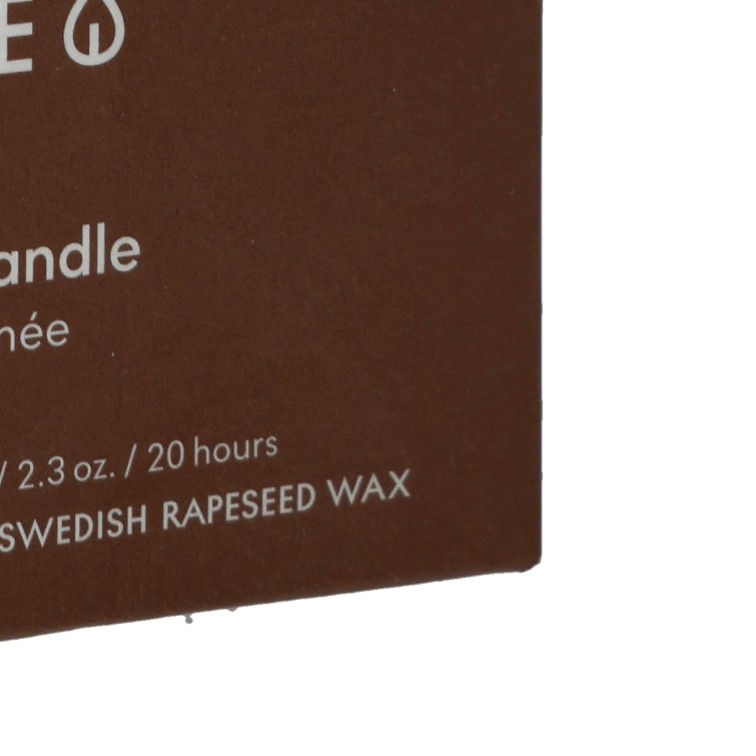 E
andle
née
/ 2.3 oz. / 20 hours
SWEDISH RAPESEED WAX